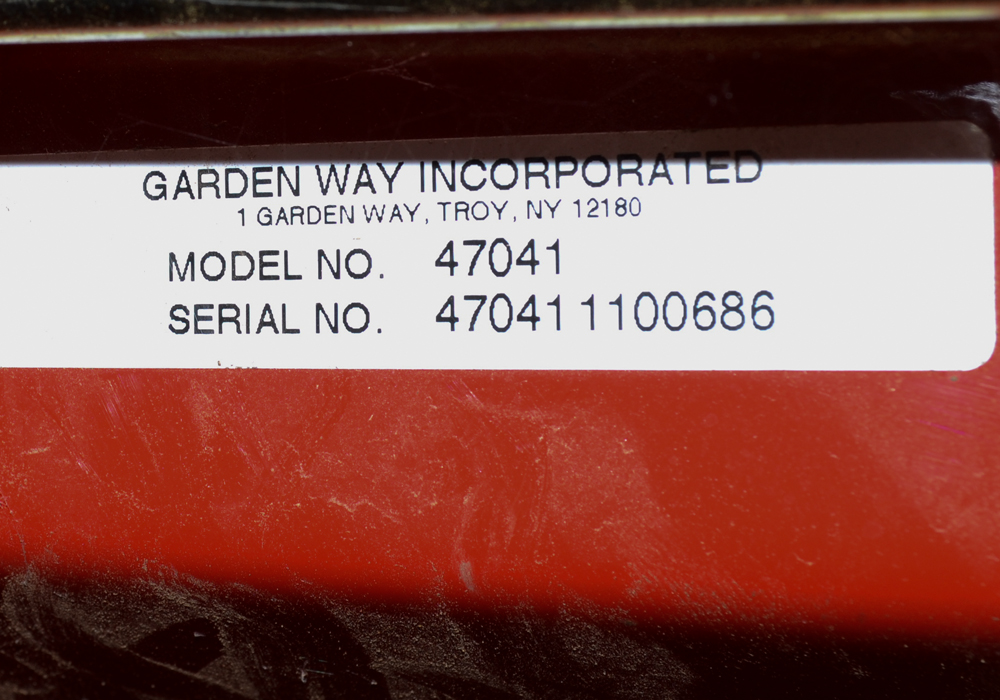 GARDEN WAY INCORPORATED
1 GARDEN WAY, TROY, NY 12180
MODEL NO. 47041
SERIAL NO. 47041 1100686